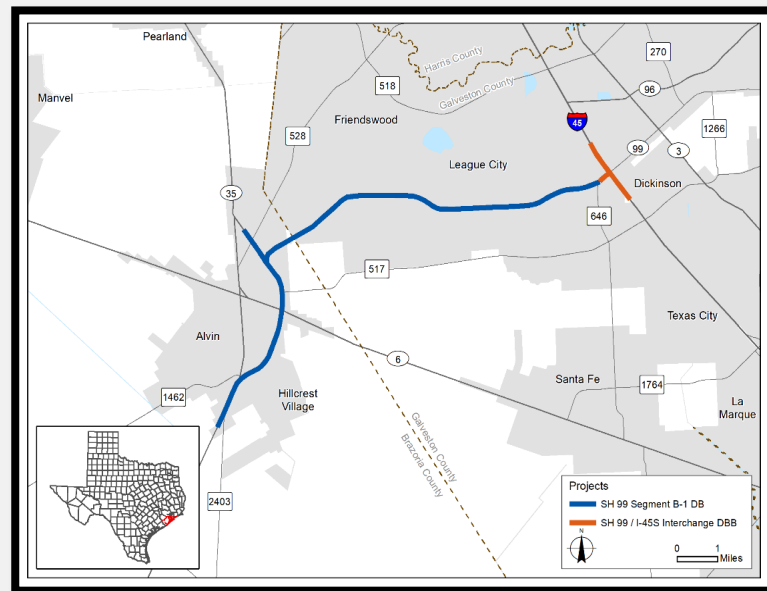 Pearland
Manvel
Harris County
Galveston County
270
518
96
Friendswood
45
1266
528
99
3
League City
Dickinson
35
646
517
Texas City
Alvin
6
Santa Fe
1764
1462
Hillcrest
Village
La
Marque
Galveston County
Brazoria County
2403
Projects
SH 99 Segment B-1 DB
SH 99 / I-45S Interchange DBB
N
0 1
Miles